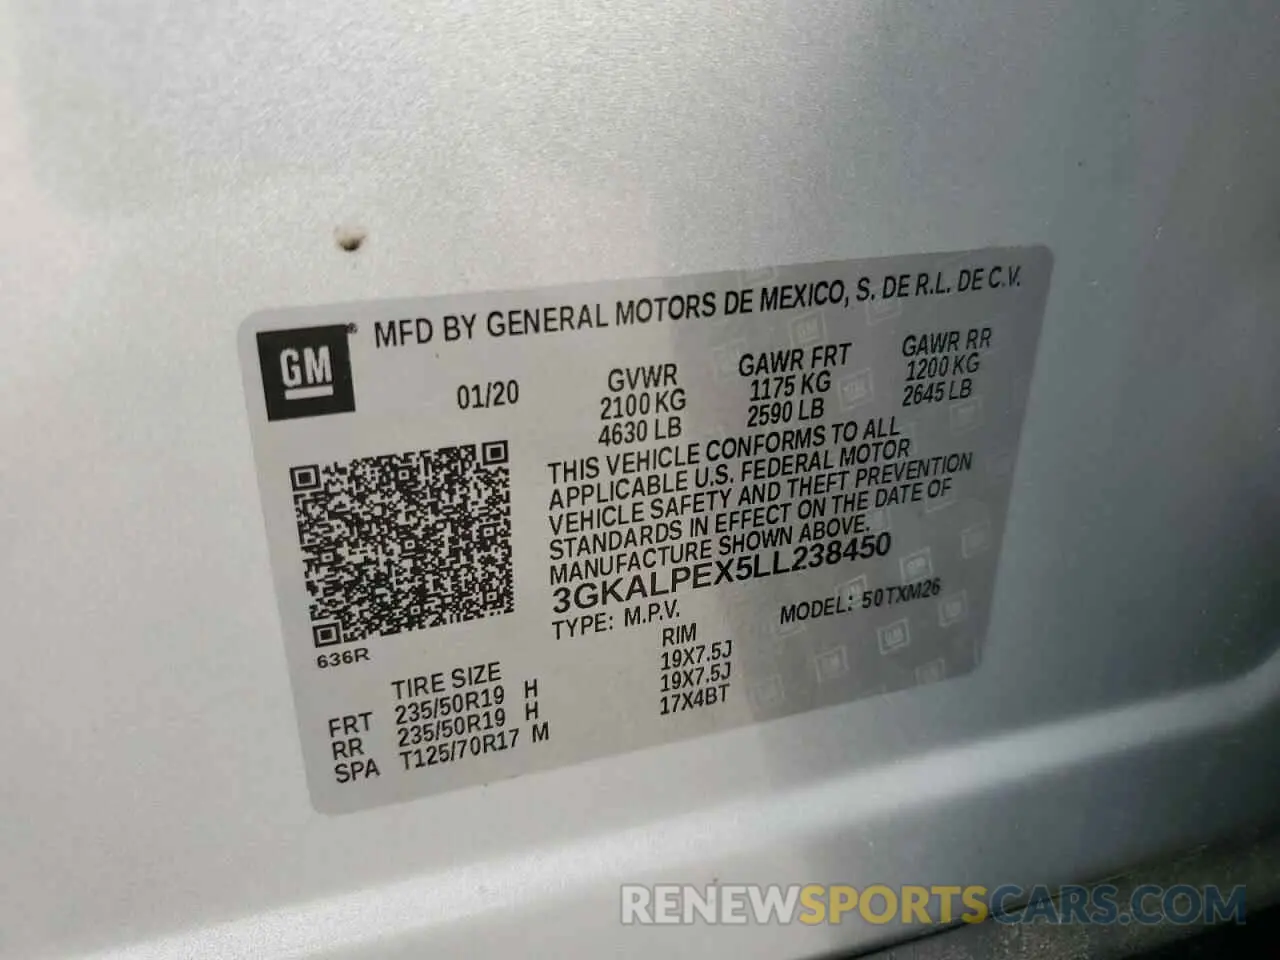 GM® MFD BY GENERAL MOTORS DE MEXICO, S. DE R.L. DE C.V.
01/20 GVWR GAWR FRT GAWR RR
2100 KG 1175 KG 1200 KG
4630 LB 2590 LB 2645 LB
THIS VEHICLE CONFORMS TO ALL
APPLICABLE U.S. FEDERAL MOTOR
VEHICLE SAFETY AND THEFT PREVENTION
STANDARDS IN EFFECT ON THE DATE OF
MANUFACTURE SHOWN ABOVE.
3GKALPEX5LL238450
TYPE: M.P.V. MODEL: 50TXM26
636R
TIRE SIZE RIM
FRT 235/50R19 H 19X7.5J
RR 235/50R19 H 19X7.5J
SPA T125/70R17 M 17X4BT
RENEWSPORTSCARS.COM